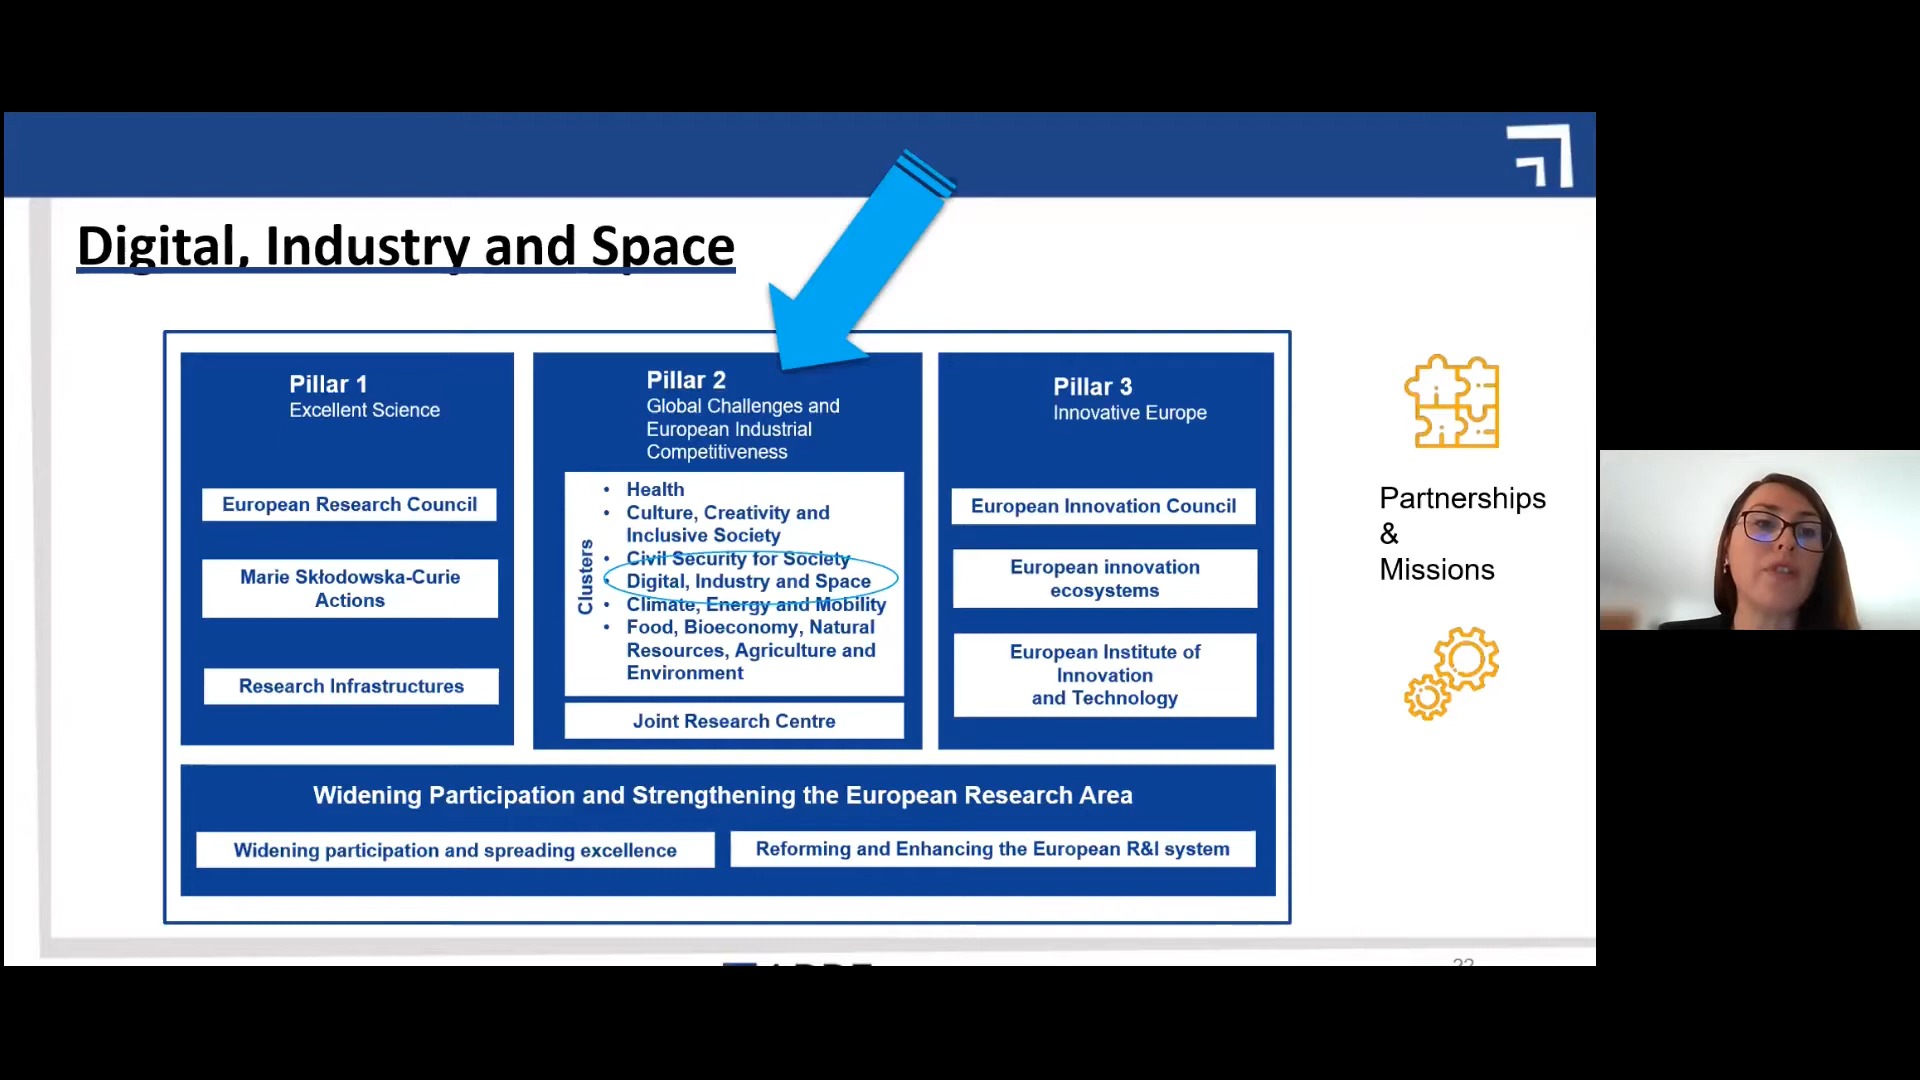 Digital, Industry and Space
Pillar 1
Excellent Science
European Research Council
Marie Skłodowska-Curie
Actions
Research Infrastructures
Pillar 2
Global Challenges and
European Industrial
Competitiveness
Clusters
• Health
• Culture, Creativity and
Inclusive Society
• Civil Security for Society
• Digital, Industry and Space
• Climate, Energy and Mobility
• Food, Bioeconomy, Natural
Resources, Agriculture and
Environment
Joint Research Centre
Pillar 3
Innovative Europe
European Innovation Council
European innovation
ecosystems
European Institute of
Innovation
and Technology
Widening Participation and Strengthening the European Research Area
Widening participation and spreading excellence
Reforming and Enhancing the European R&I system
Partnerships
&
Missions